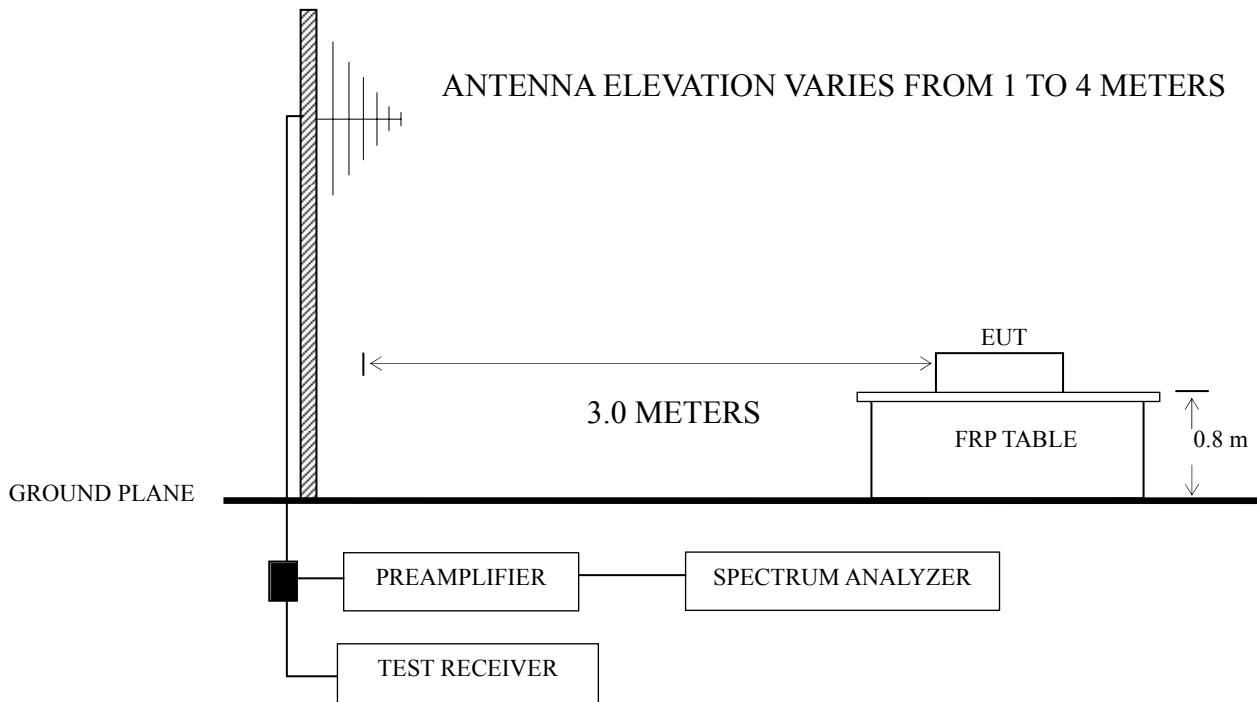 ANTENNA ELEVATION VARIES FROM 1 TO 4 METERS
EUT
3.0 METERS
FRP TABLE
0.8 m
GROUND PLANE
PREAMPLIFIER
SPECTRUM ANALYZER
TEST RECEIVER